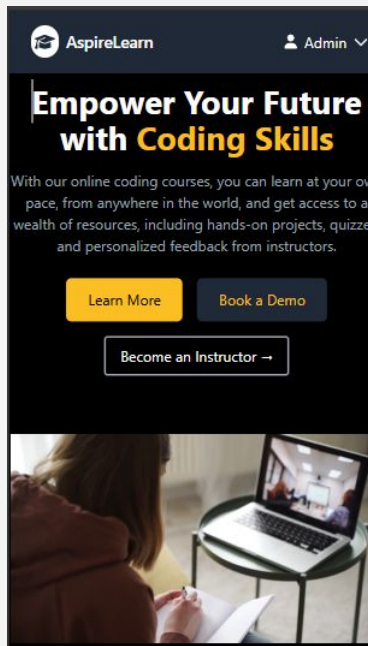 AspireLearn
Admin
Empower Your Future
with Coding Skills
With our online coding courses, you can learn at your
pace, from anywhere in the world, and get access to a
wealth of resources, including hands-on projects,
and personalized feedback from instructors.
Learn More
Book a Demo
Become an Instructor →